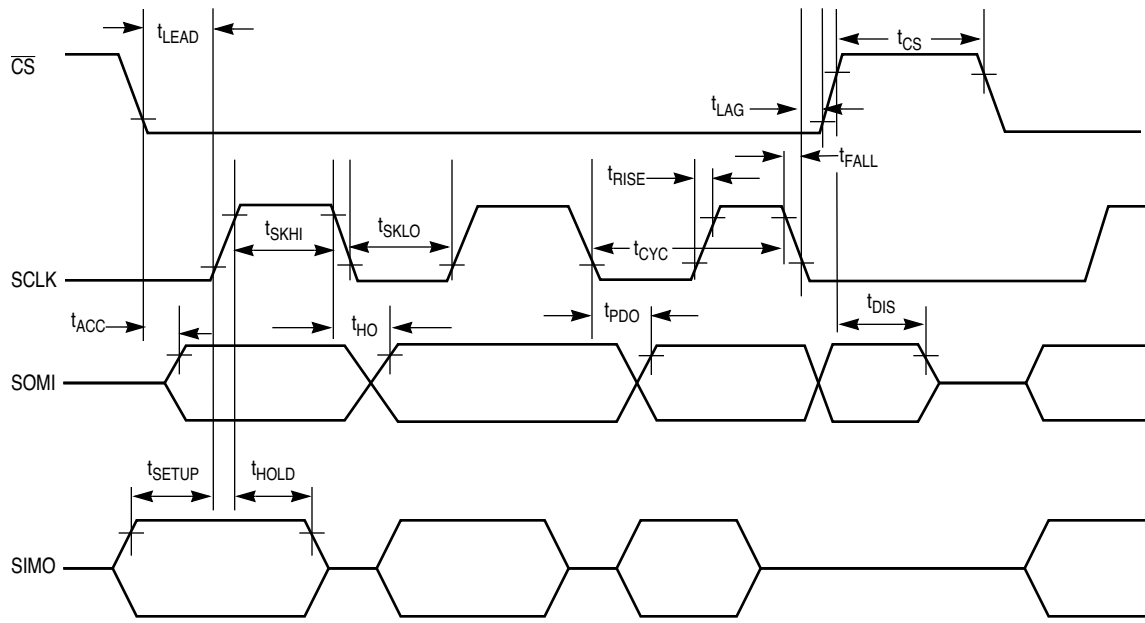 tLEAD
tCS
CS
tLAG
tFALL
tRISE
tSKHI
tSKLO
tCYC
SCLK
tACC
tHO
tPDO
tDIS
SOMI
tSETUP
tHOLD
SIMO